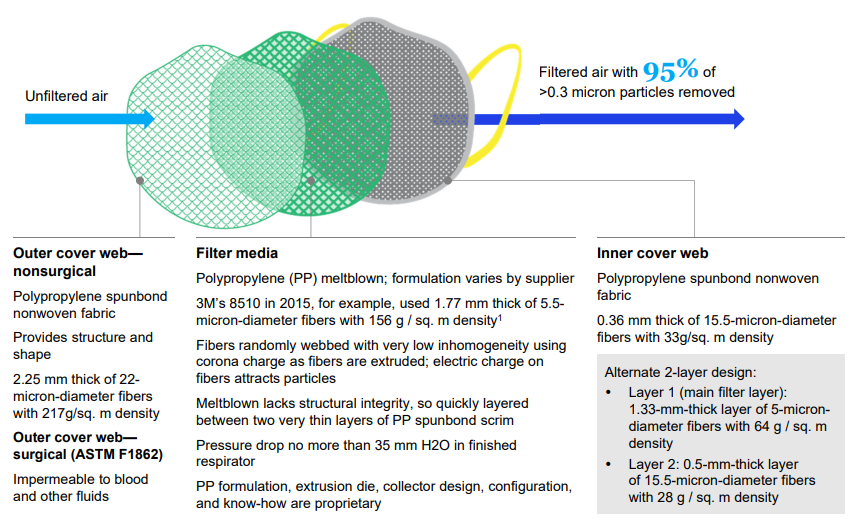 Unfiltered air
Filtered air with 95% of
>0.3 micron particles removed
Outer cover web—
nonsurgical
Polypropylene spunbond
nonwoven fabric
Provides structure and
shape
2.25 mm thick of 22-
micron-diameter fibers
with 217g/sq. m density
Outer cover web—
surgical (ASTM F1862)
Impermeable to blood
and other fluids
Filter media
Polypropylene (PP) meltblown; formulation varies by supplier
3M's 8510 in 2015, for example, used 1.77 mm thick of 5.5-
micron-diameter fibers with 156 g / sq. m density¹
Fibers randomly webbed with very low inhomogeneity using
corona charge as fibers are extruded; electric charge on
fibers attracts particles
Meltblown lacks structural integrity, so quickly layered
between two very thin layers of PP spunbond scrim
Pressure drop no more than 35 mm H2O in finished
respirator
PP formulation, extrusion die, collector design, configuration,
and know-how are proprietary
Inner cover web
Polypropylene spunbond nonwoven
fabric
0.36 mm thick of 15.5-micron-diameter
fibers with 33g/sq. m density
Alternate 2-layer design:
• Layer 1 (main filter layer):
1.33-mm-thick layer of 5-micron-
diameter fibers with 64 g / sq. m
density
• Layer 2: 0.5-mm-thick layer
of 15.5-micron-diameter fibers
with 28 g / sq. m density